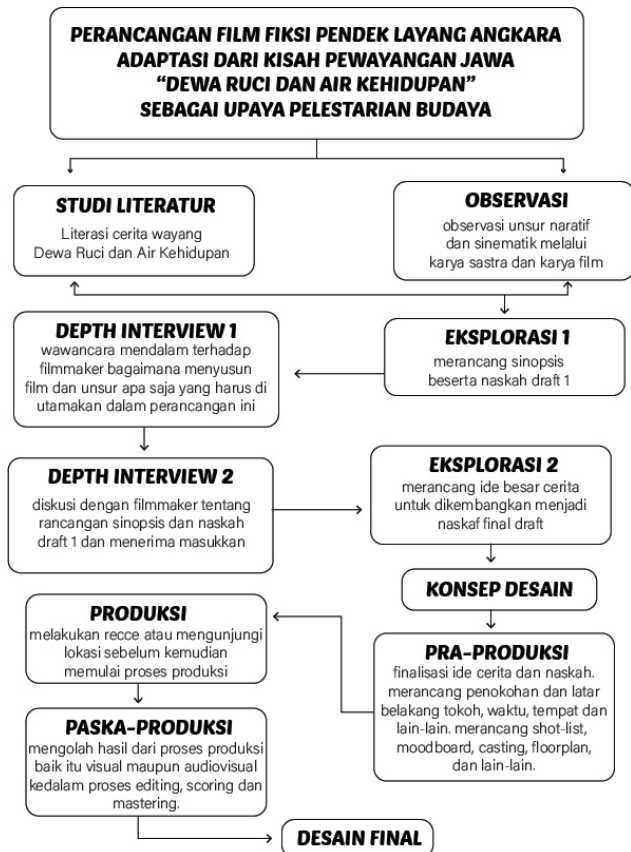 PERANCANGAN FILM FIKSI PENDEK LAYANG ANGKARA
ADAPTASI DARI KISAH PEWAYANGAN JAWA
“DEWA RUCI DAN AIR KEHIDUPAN”
SEBAGAI UPAYA PELESTARIAN BUDAYA
STUDI LITERATUR
Literasi cerita wayang
Dewa Ruci dan Air Kehidupan
OBSERVASI
observasi unsur naratif
dan sinematik melalui
karya sastra dan karya film
EKSPLORASI 1
merancang sinopsis
beserta naskah draft 1
DEPTH INTERVIEW 1
wawancara mendalam terhadap
filmmaker bagaimana menyusun
film dan unsur apa saja yang harus di
utamakan dalam perancangan ini
DEPTH INTERVIEW 2
diskusi dengan filmmaker tentang
rancangan sinopsis dan naskah
draft 1 dan menerima masukkan
EKSPLORASI 2
merancang ide besar cerita
untuk dikembangkan menjadi
naskaf final draft
KONSEP DESAIN
PRA-PRODUKSI
finalisasi ide cerita dan naskah.
merancang penokohan dan latar
belakang tokoh, waktu, tempat dan
lain-lain. merancang shot-list,
moodboard, casting, floorplan,
dan lain-lain.
PRODUKSI
melakukan recce atau mengunjungi
lokasi sebelum kemudian
memulai proses produksi
PASKA-PRODUKSI
mengolah hasil dari proses produksi
baik itu visual maupun audiovisual
kedalam proses editing, scoring dan
mastering.
DESAIN FINAL